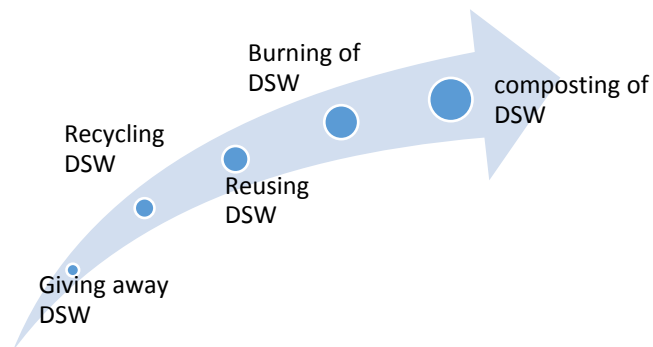 Burning of
DSW
composting of
DSW
Recycling
DSW
Reusing
DSW
Giving away
DSW